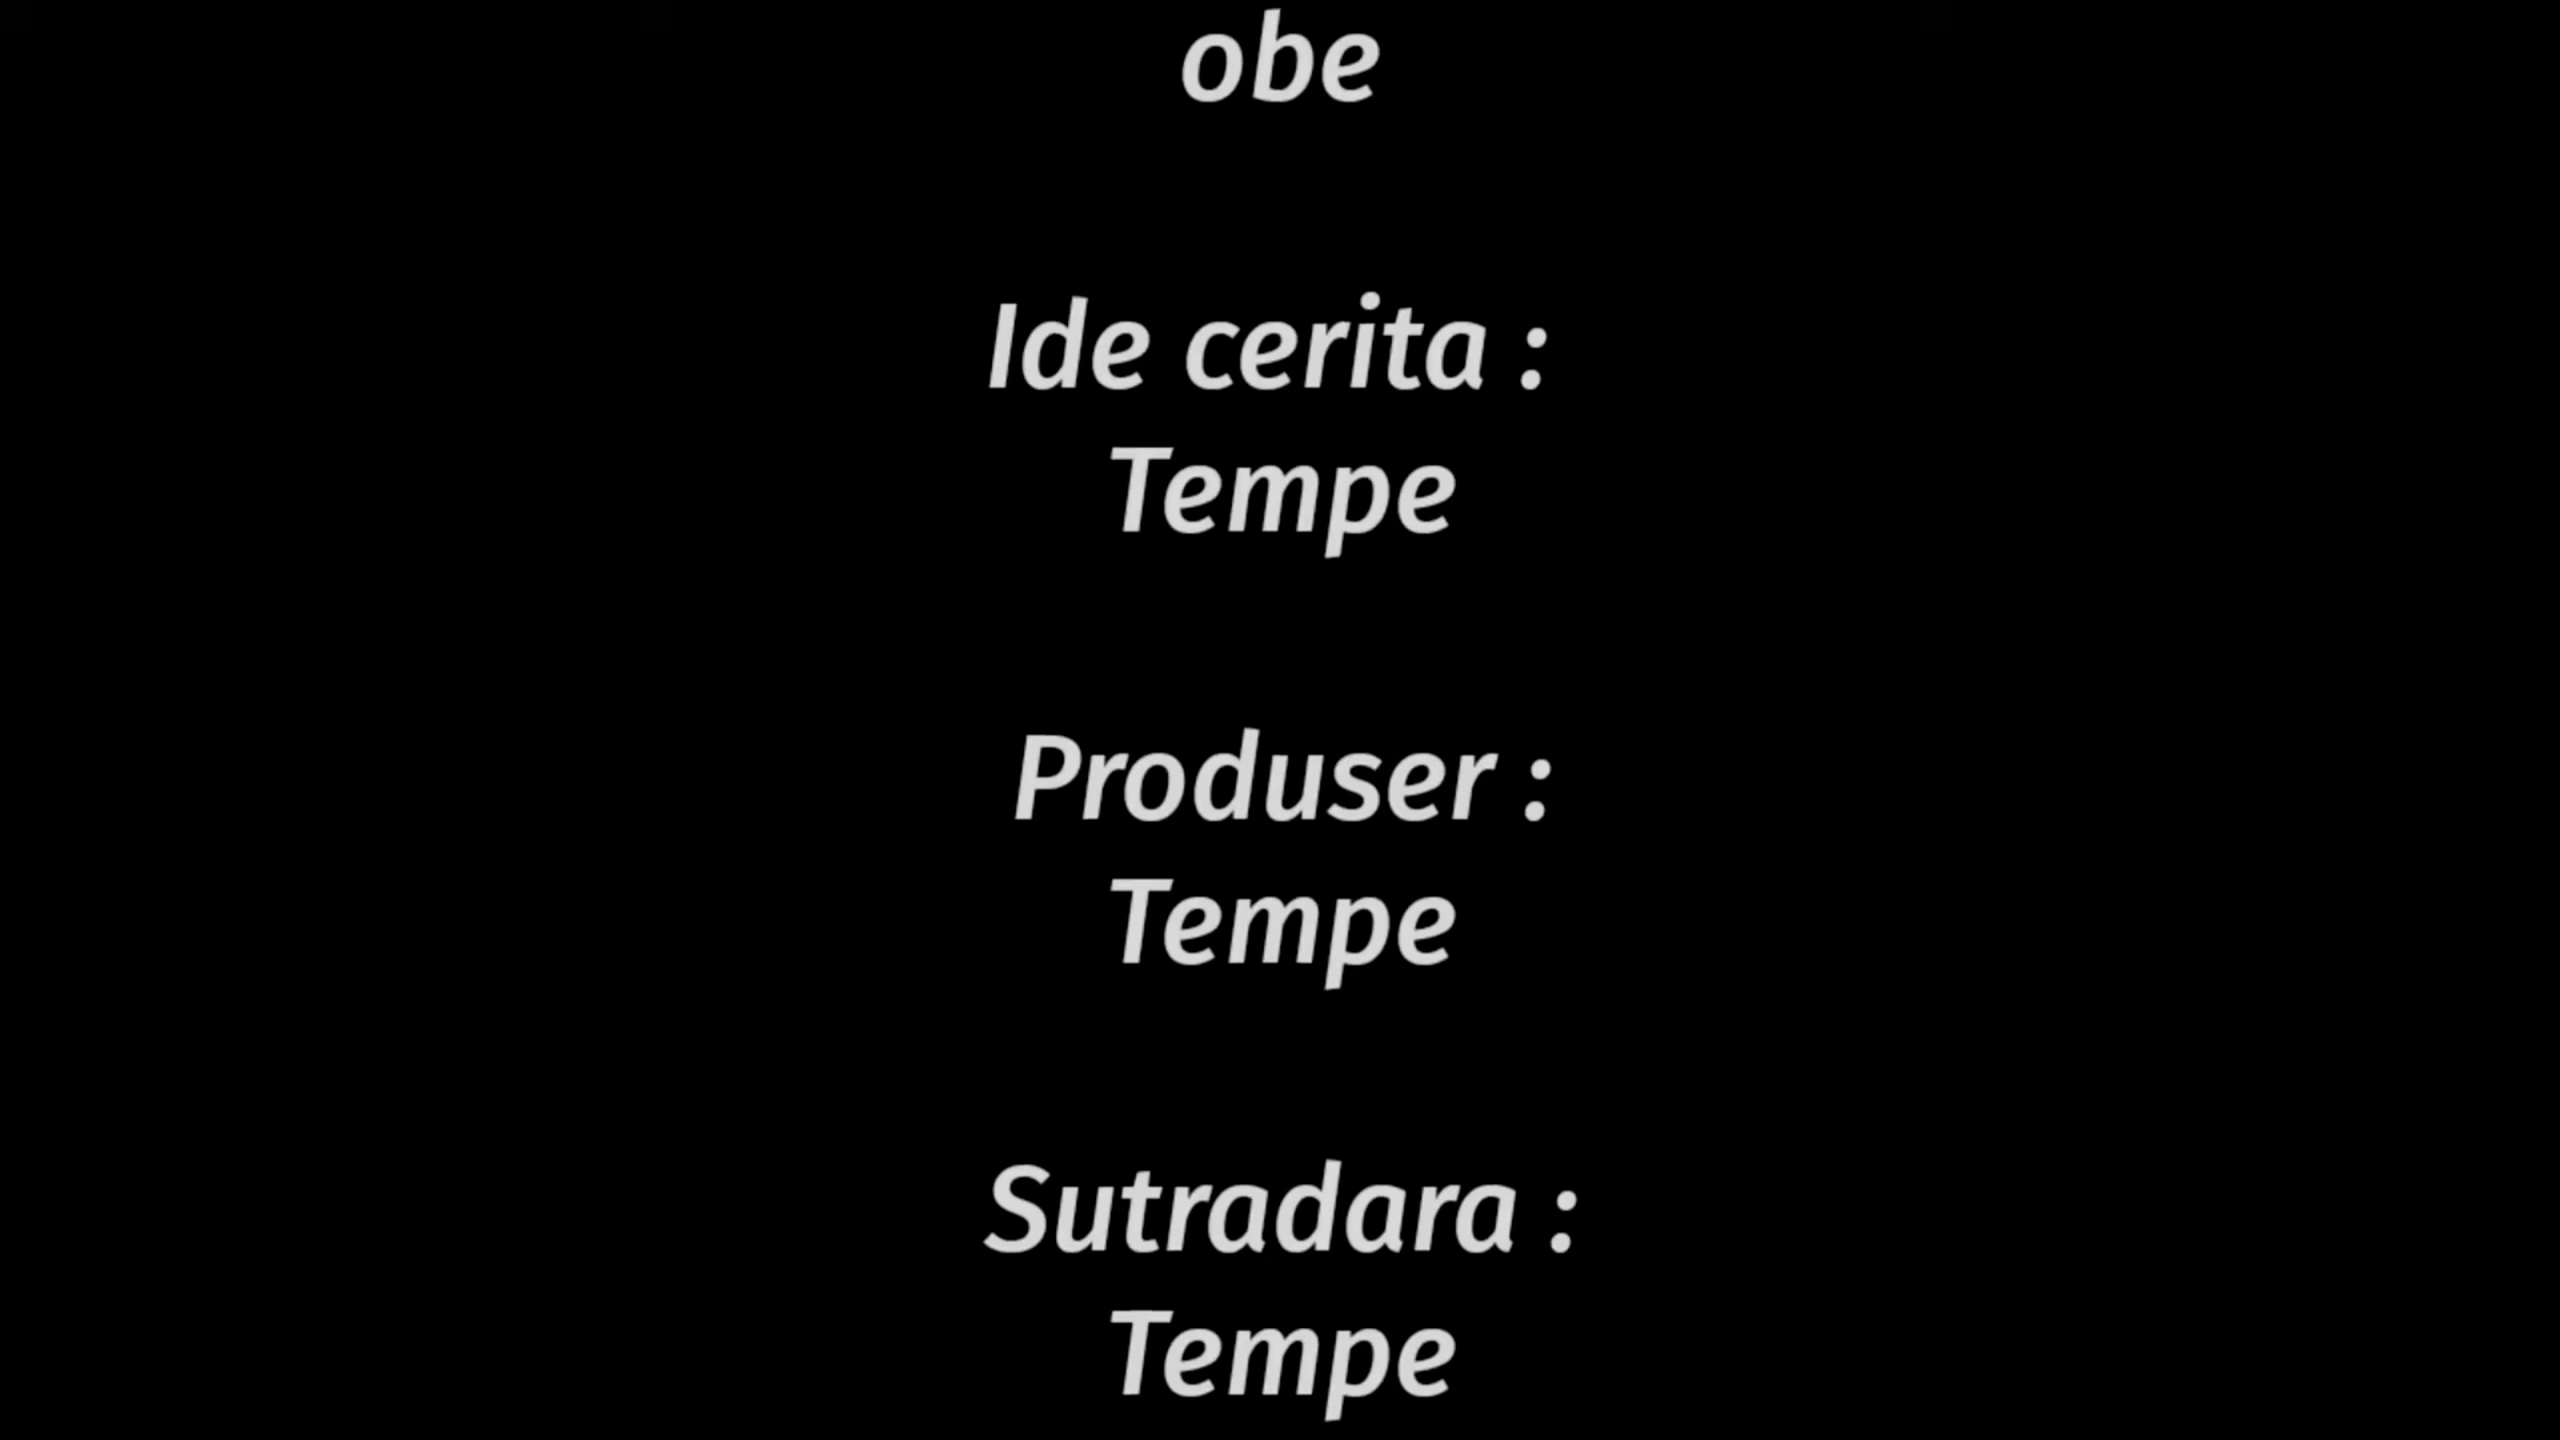 obe
Ide cerita :
Tempe
Produser :
Tempe
Sutradara :
Tempe